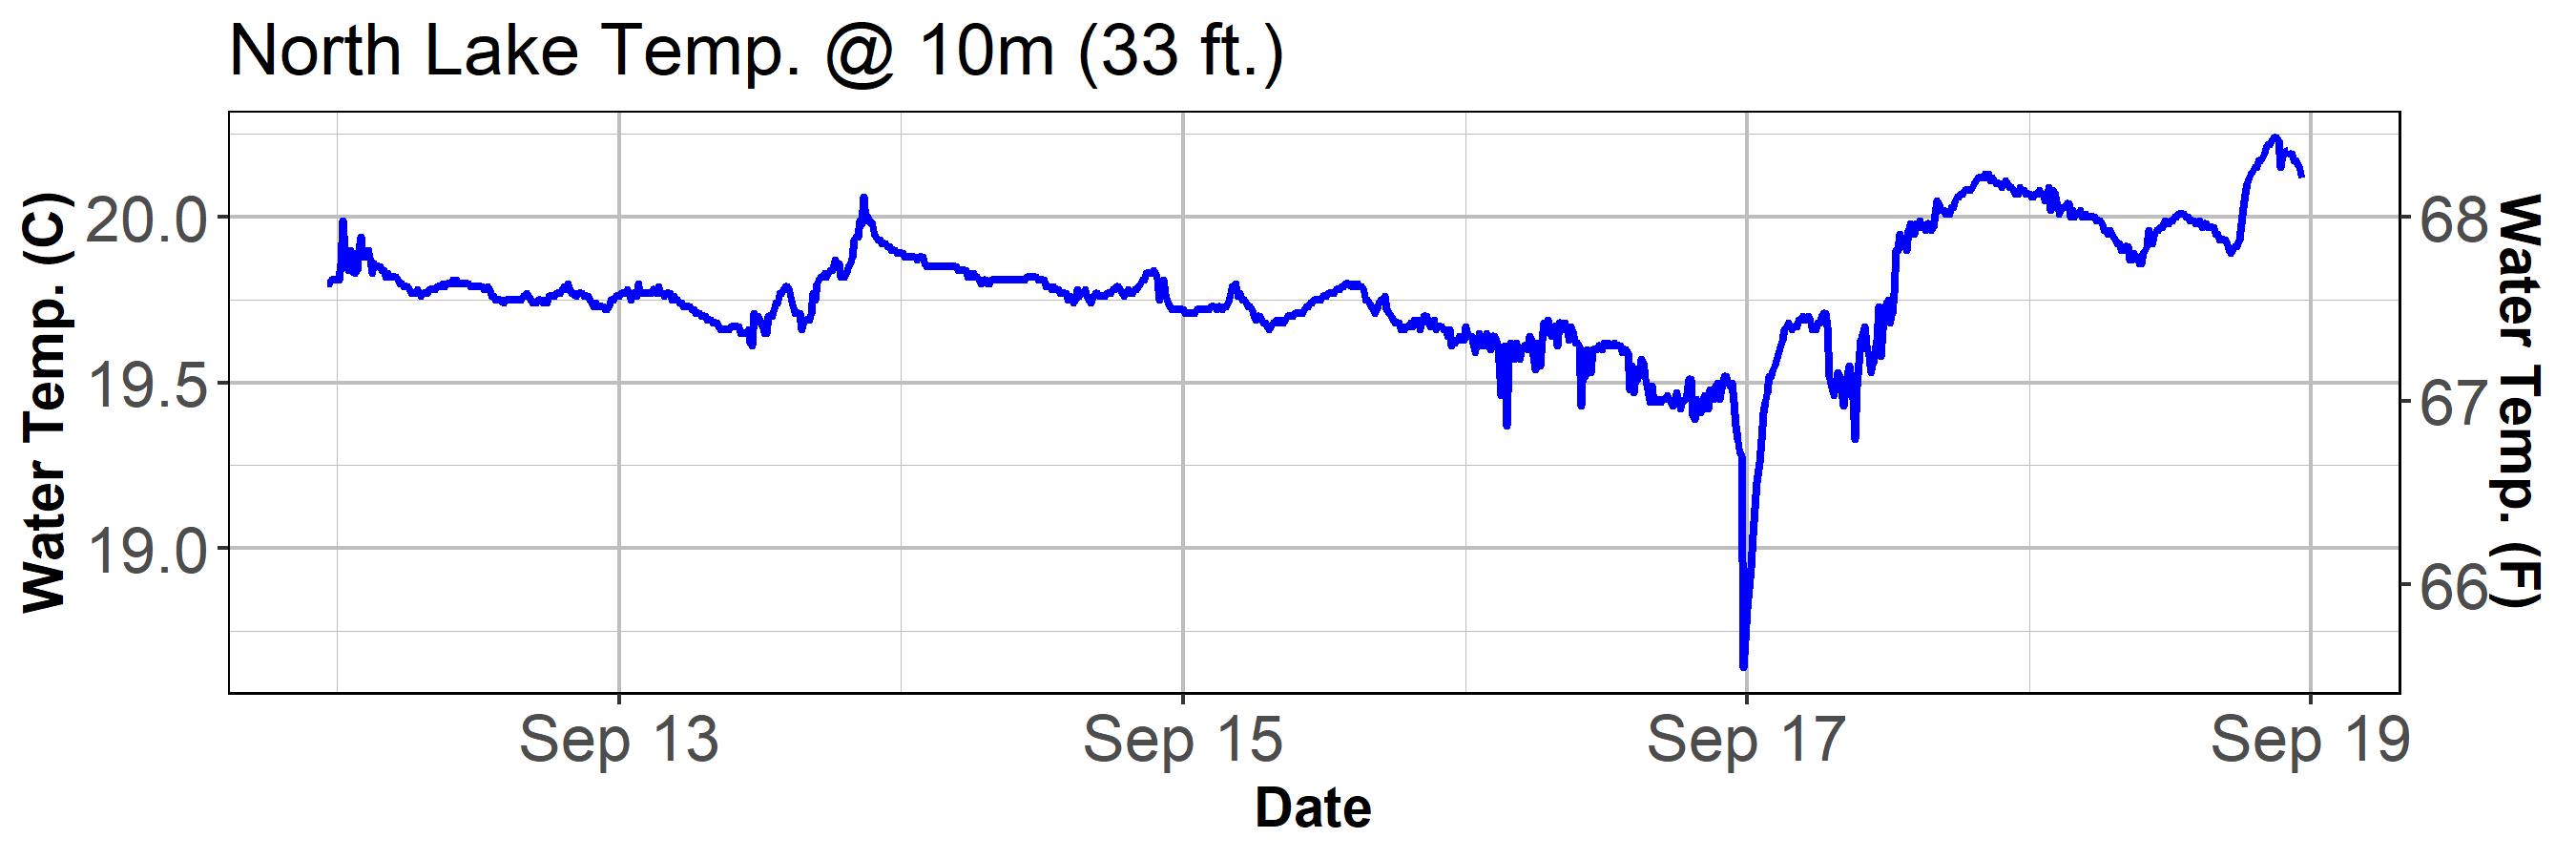 North Lake Temp. @ 10m (33 ft.)
Water Temp. (C)
20.0
19.5
19.0
68
67
66
Water Temp. (F)
Sep 13
Sep 15
Sep 17
Sep 19
Date